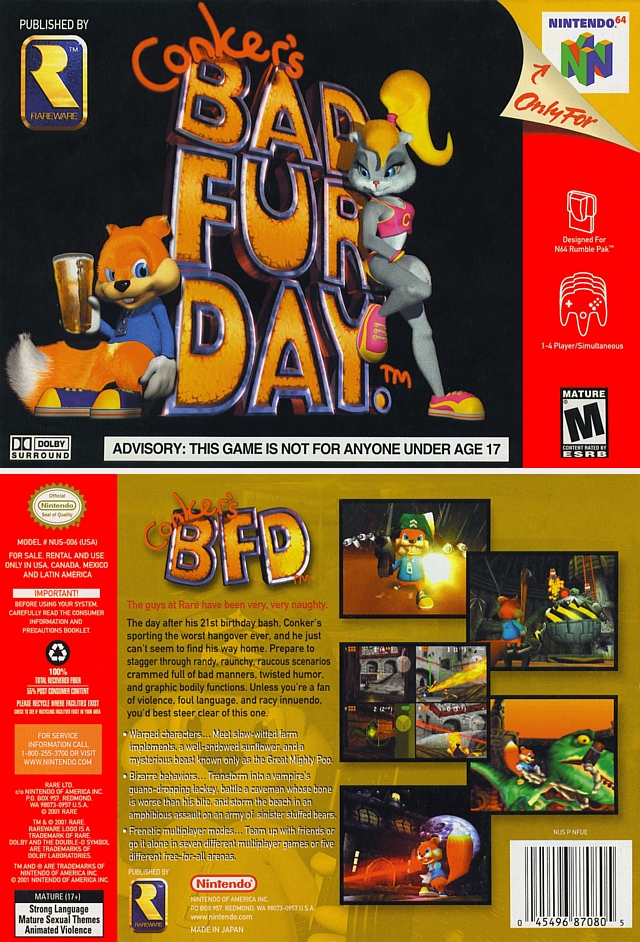 PUBLISHED BY
RAREWARE
TM
Conker's
BAD
FUR
DAY.
TM
C
NINTENDO 64
N
Only For
Designed For
N64 Rumble Pak™
1-4 Player/Simultaneous
MATURE
M
®
CONTENT RATED BY
ESRB
DOLBY
SURROUND
ADVISORY: THIS GAME IS NOT FOR ANYONE UNDER AGE 17
Official
Nintendo
Seal of Quality
MODEL # NUS-006 (USA)
FOR SALE, RENTAL AND USE
ONLY IN USA, CANADA, MEXICO
AND LATIN AMERICA
IMPORTANT!
BEFORE USING YOUR SYSTEM,
CAREFULLY READ THE CONSUMER
INFORMATION AND
PRECAUTIONS BOOKLET.
100%
TOTAL RECOVERED FIBER
55% POST CONSUMER CONTENT
PLEASE RECYCLE WHERE FACILITIES EXIST
CHECK TO SEE IF RECYCLING FACILITIES EXIST IN YOUR AREA
FOR SERVICE
INFORMATION CALL
1-800-255-3700 OR VISIT
WWW.NINTENDO.COM
RARE LTD.
c/o NINTENDO OF AMERICA INC.
P.O. BOX 957, REDMOND,
WA 98073-0957 U.S.A.
© 2001 RARE
TM & © 2001 RARE.
RAREWARE LOGO IS A
TRADEMARK OF RARE.
DOLBY AND THE DOUBLE-D SYMBOL
ARE TRADEMARKS OF
DOLBY LABORATORIES.
TM AND ® ARE TRADEMARKS OF
NINTENDO OF AMERICA INC.
© 2001 NINTENDO OF AMERICA INC.
MATURE (17+)
Strong Language
Mature Sexual Themes
Animated Violence
Conker's
BFD
TM
The guys at Rare have been very, very naughty.
The day after his 21st birthday bash, Conker's
sporting the worst hangover ever, and he just
can't seem to find his way home. Prepare to
stagger through randy, raunchy, raucous scenarios
crammed full of bad manners, twisted humor,
and graphic bodily functions. Unless you're a fan
of violence, foul language, and racy innuendo,
you'd best steer clear of this one.
• Warped characters... Meet slow-witted farm
implements, a well-endowed sunflower, and a
mysterious beast known only as the Great Mighty Poo.
• Bizarre behaviors... Transform into a vampire's
guano-dropping lackey, battle a caveman whose bone
is worse than his bite, and storm the beach in an
amphibious assault on an army of sinister stuffed bears.
• Frenetic multiplayer modes... Team up with friends or
go it alone in seven different multiplayer games or five
different free-for-all arenas.
PUBLISHED BY
RAREWARE
Nintendo
NINTENDO OF AMERICA INC.
P.O. BOX 957, REDMOND, WA 98073-0957 U.S.A.
www.nintendo.com
MADE IN JAPAN
NUS P NFUE
0 45496 87080 5